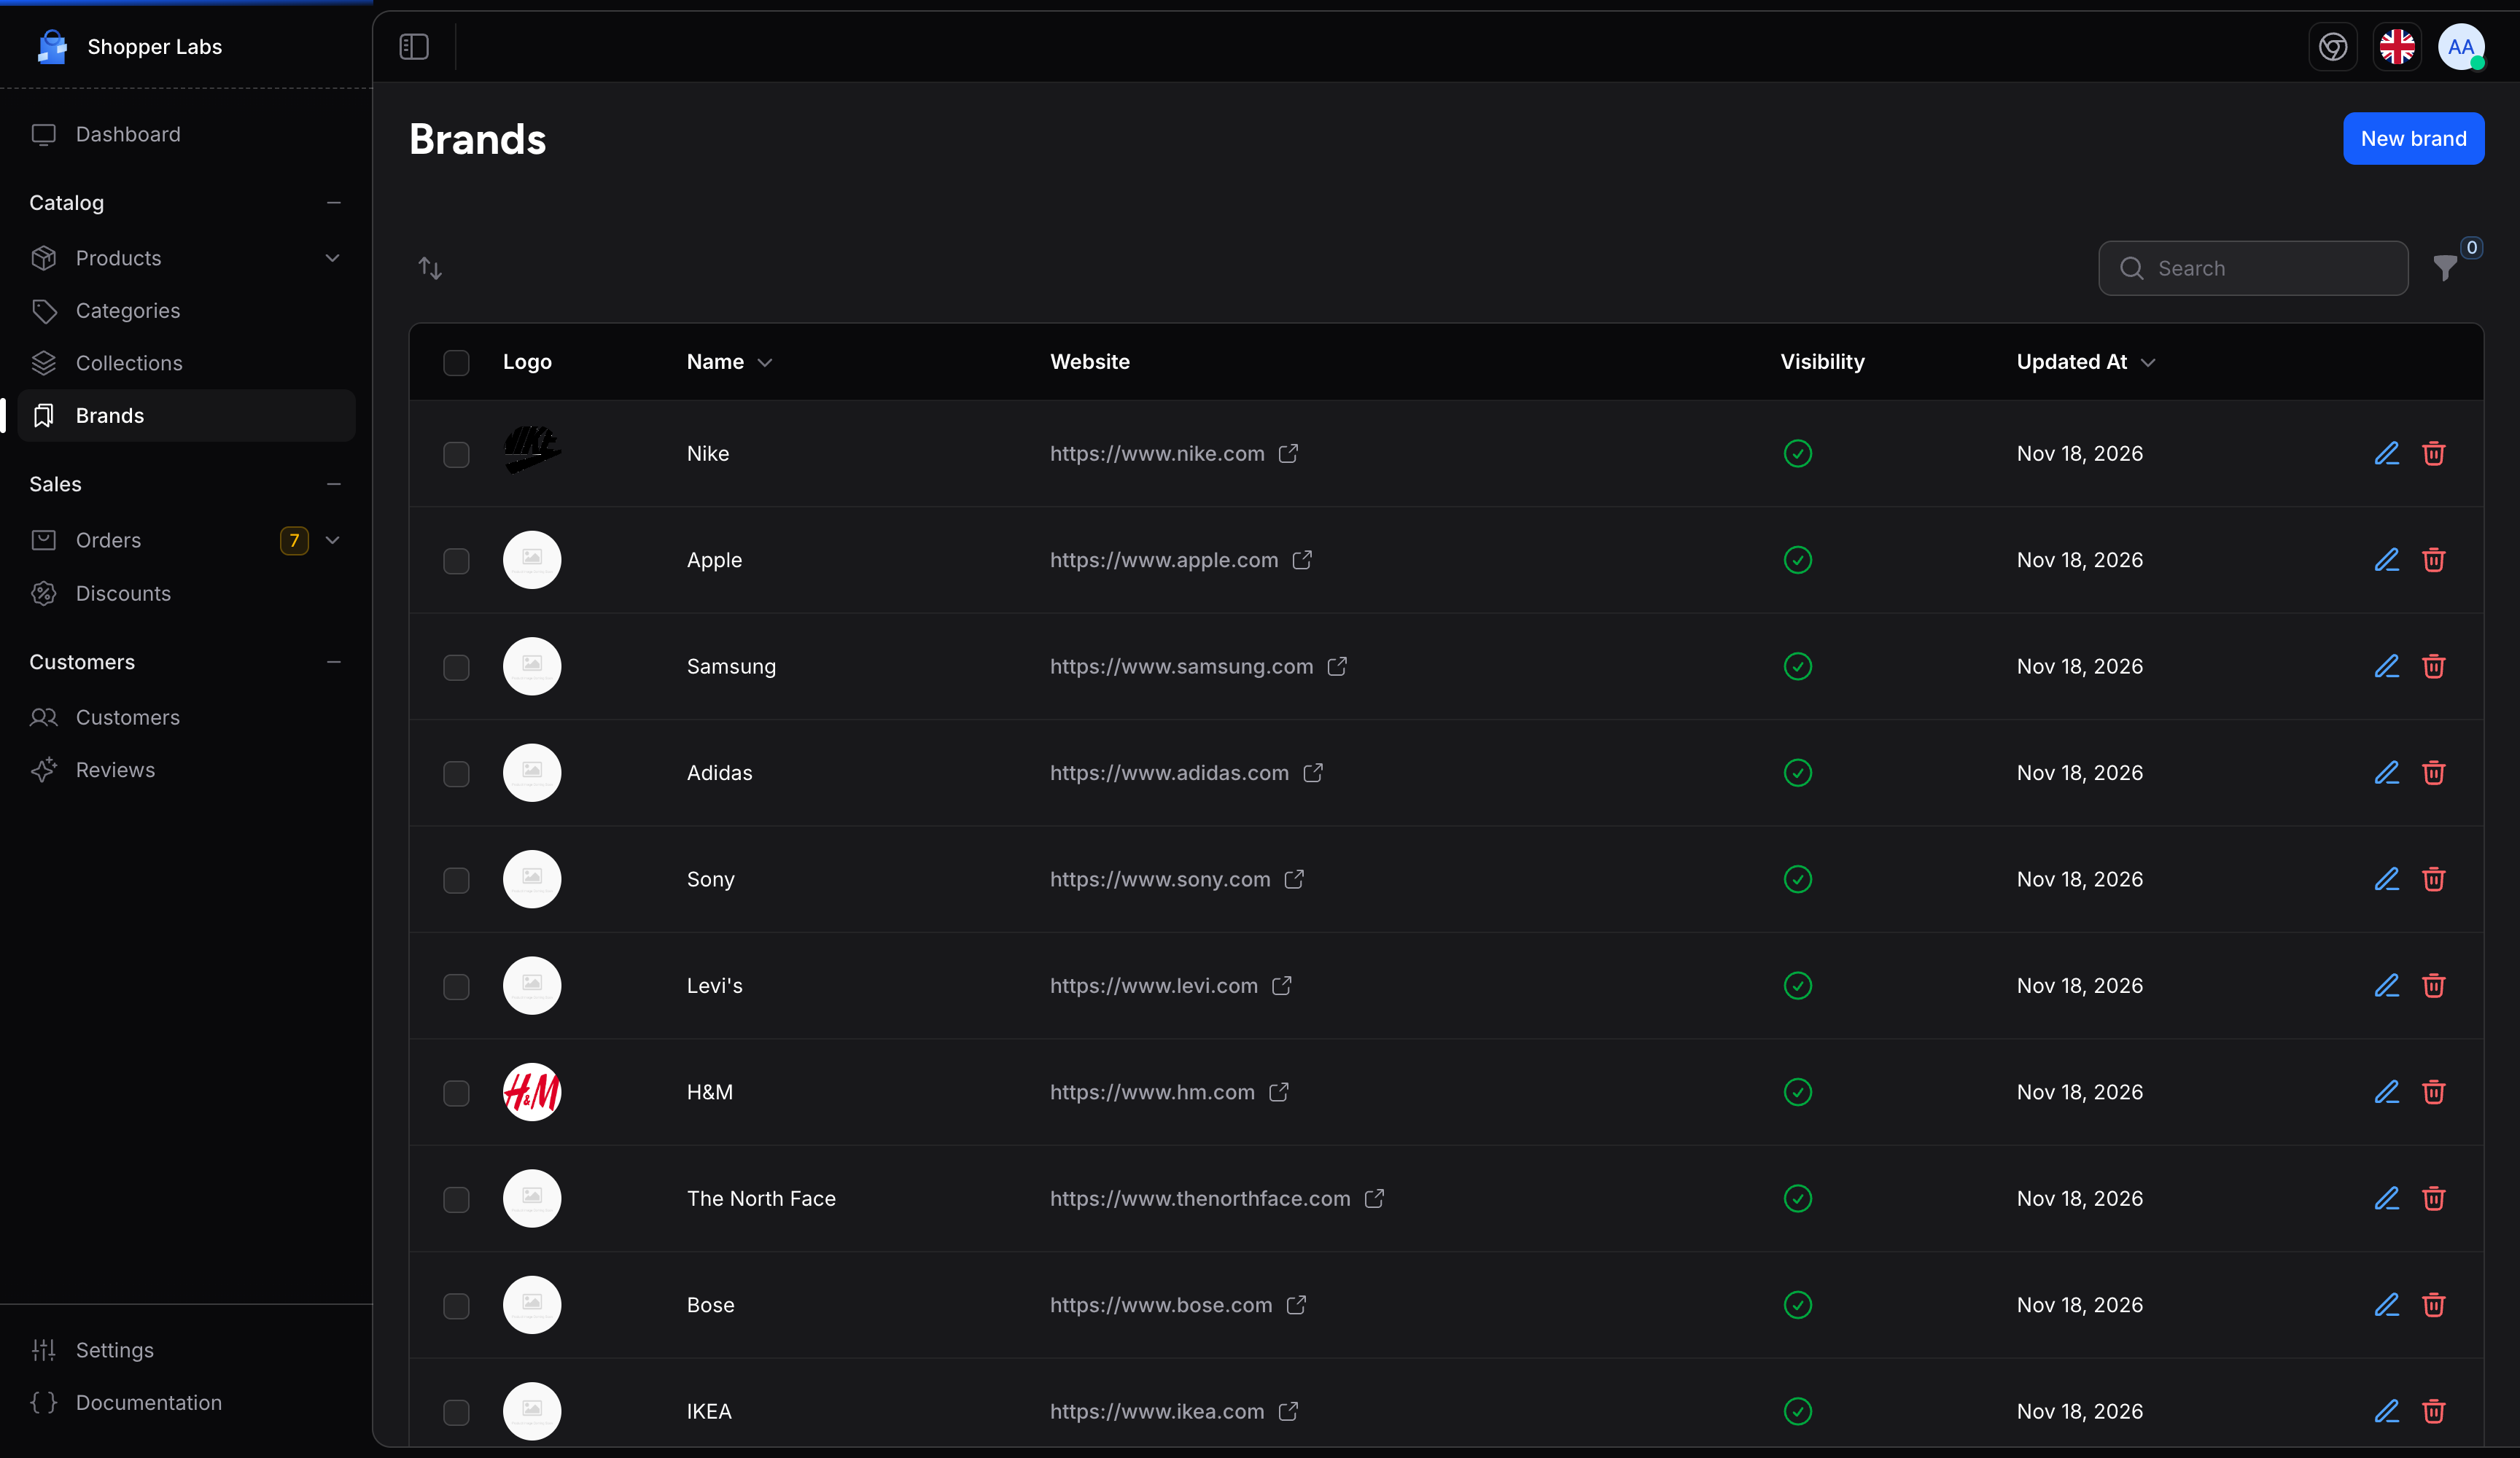 Shopper Labs
AA
Dashboard
Catalog
Products
Categories
Collections
Brands
Sales
Orders 7
Discounts
Customers
Customers
Reviews
Settings
Documentation
Brands
New brand
Search
0
Logo Name Website Visibility Updated At
Nike https://www.nike.com Nov 18, 2026
Apple https://www.apple.com Nov 18, 2026
Samsung https://www.samsung.com Nov 18, 2026
Adidas https://www.adidas.com Nov 18, 2026
Sony https://www.sony.com Nov 18, 2026
Levi's https://www.levi.com Nov 18, 2026
H&M H&M https://www.hm.com Nov 18, 2026
The North Face https://www.thenorthface.com Nov 18, 2026
Bose https://www.bose.com Nov 18, 2026
IKEA https://www.ikea.com Nov 18, 2026